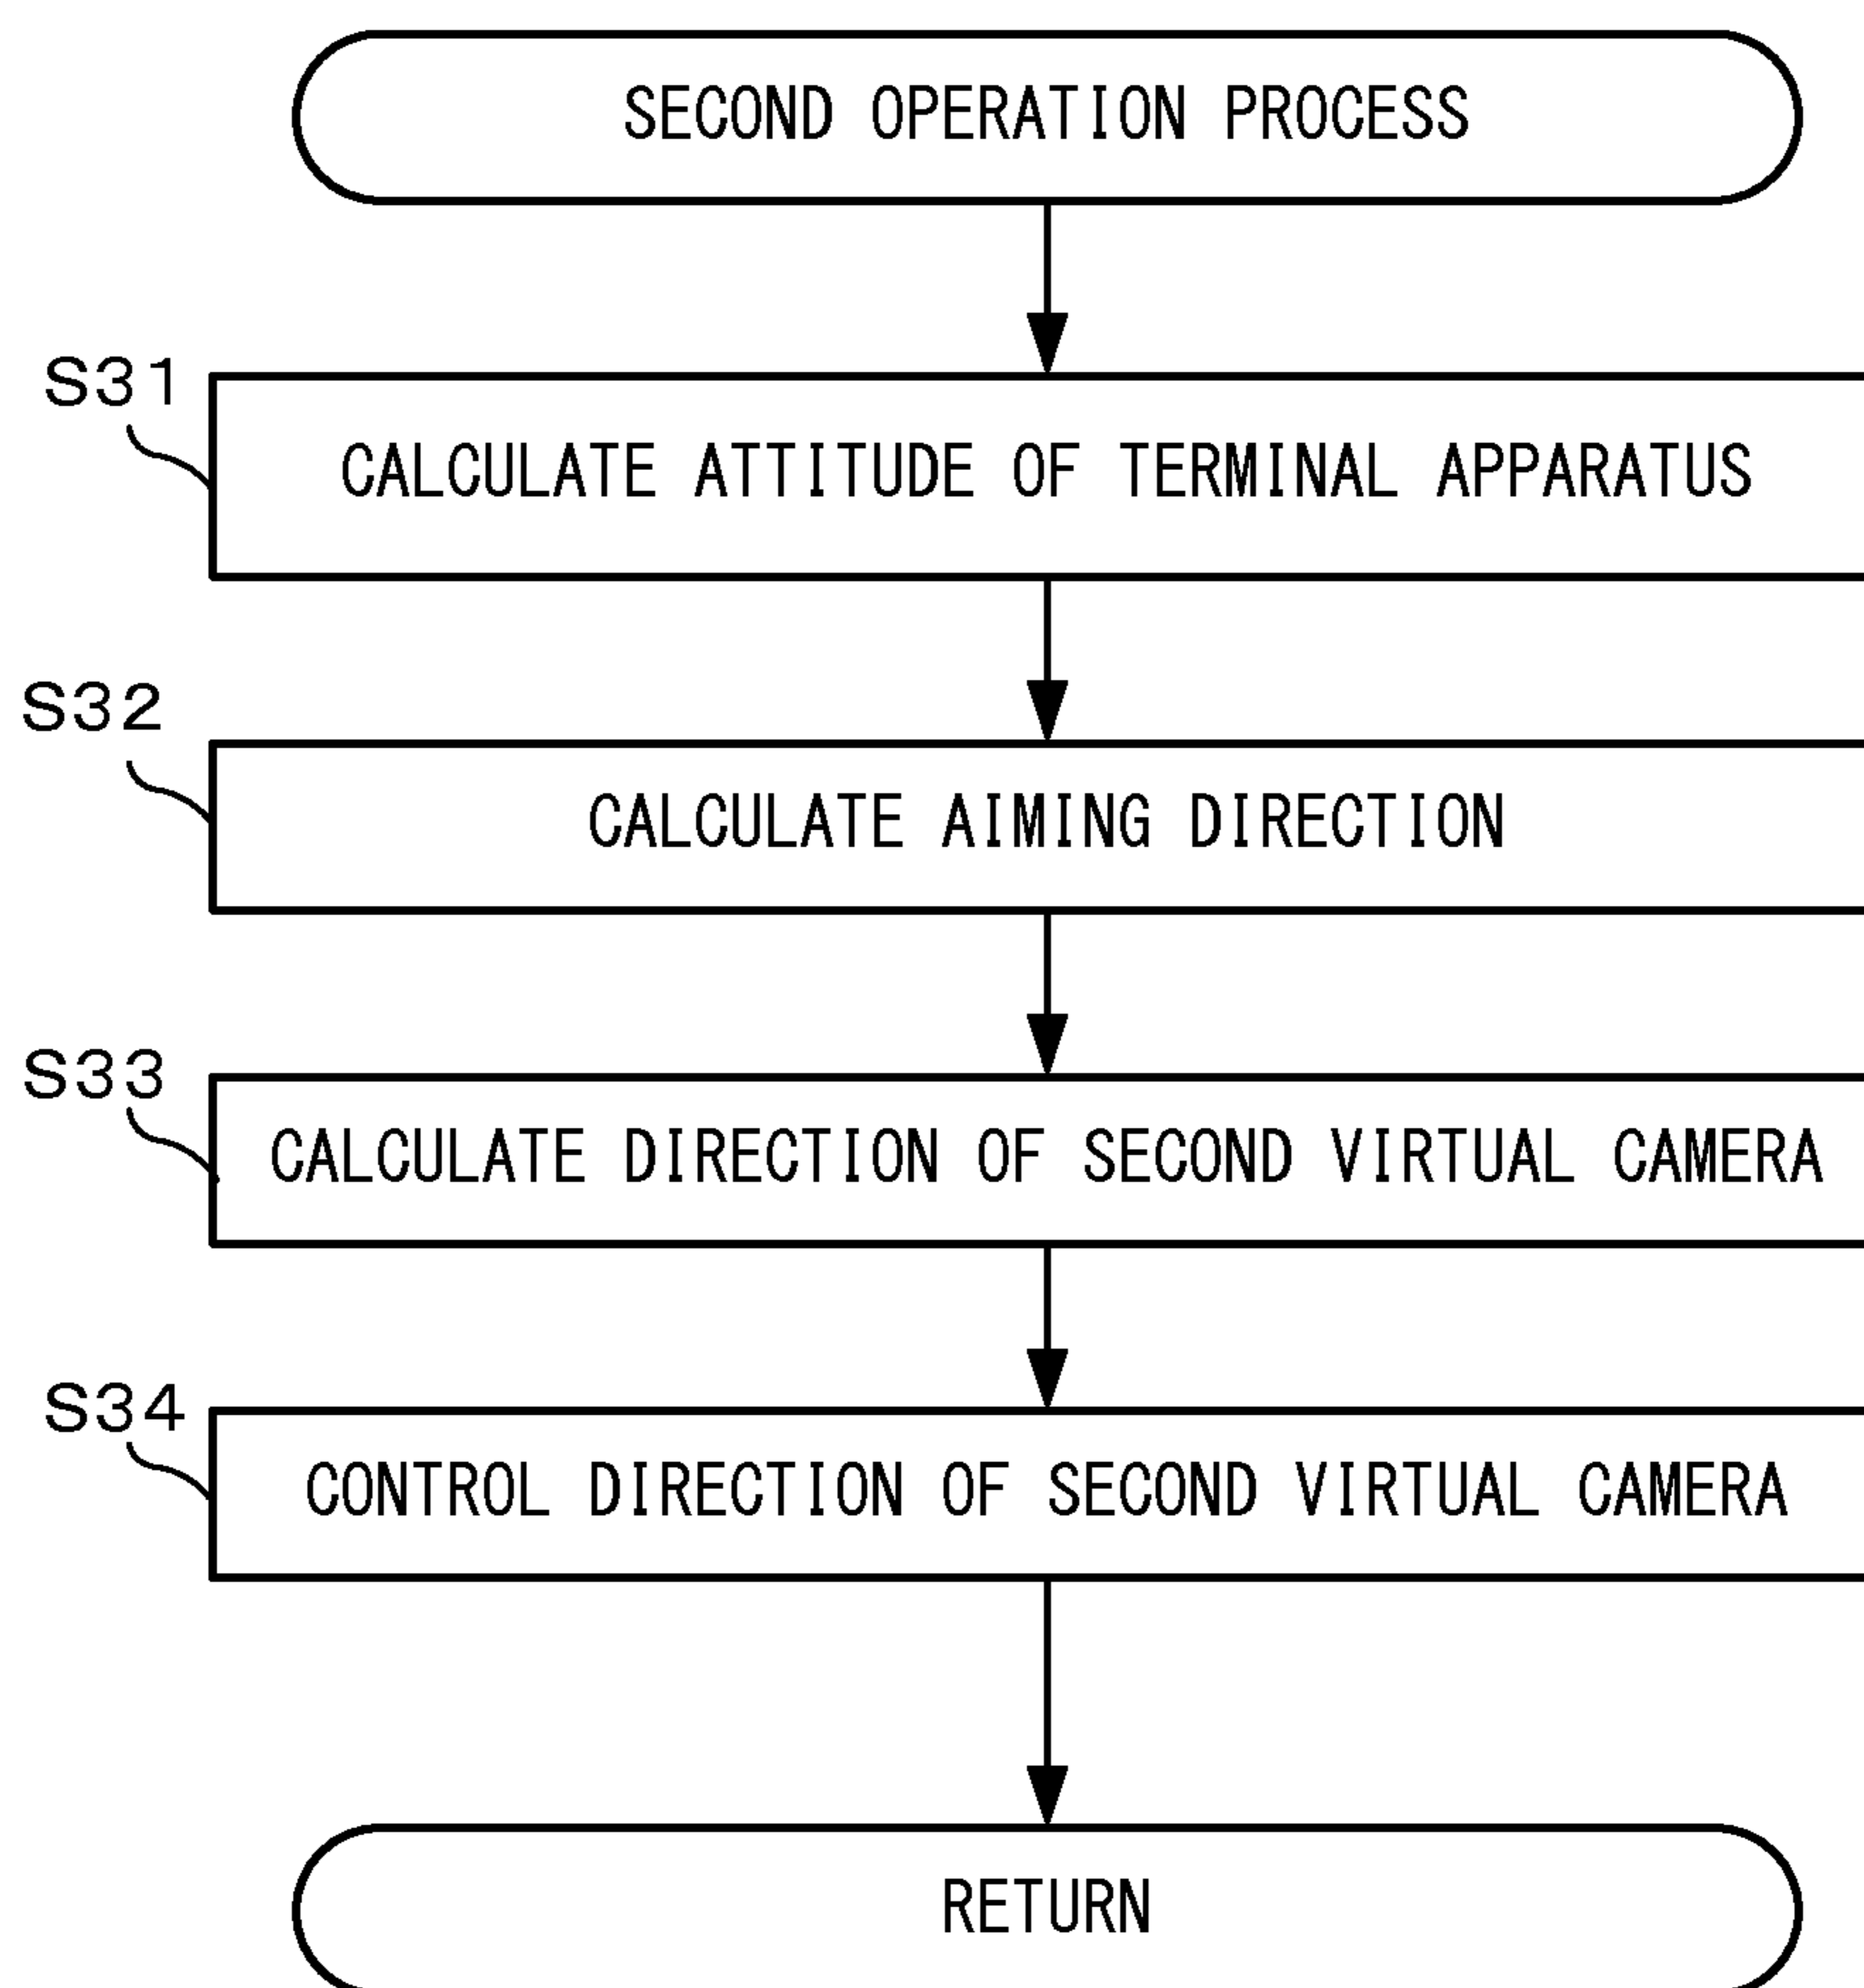 SECOND OPERATION PROCESS
S31
CALCULATE ATTITUDE OF TERMINAL APPARATUS
S32
CALCULATE AIMING DIRECTION
S33
CALCULATE DIRECTION OF SECOND VIRTUAL CAMERA
S34
CONTROL DIRECTION OF SECOND VIRTUAL CAMERA
RETURN